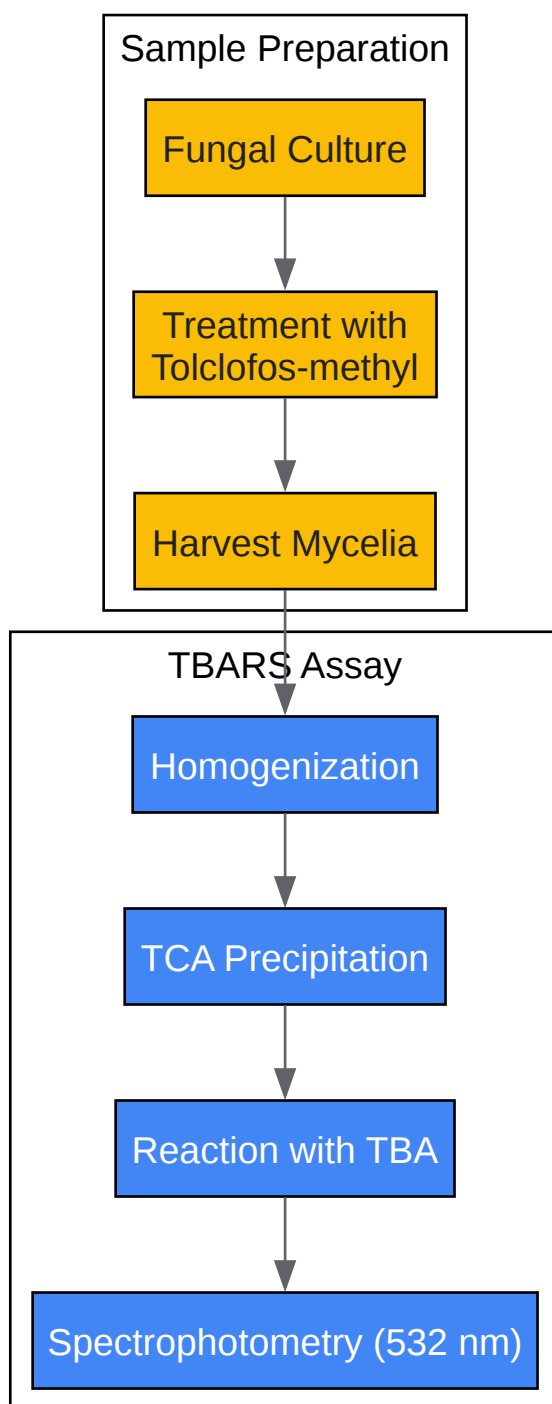 Sample Preparation
Fungal Culture
Treatment with
Tolclofos-methyl
Harvest Mycelia
TBARS Assay
Homogenization
TCA Precipitation
Reaction with TBA
Spectrophotometry (532 nm)